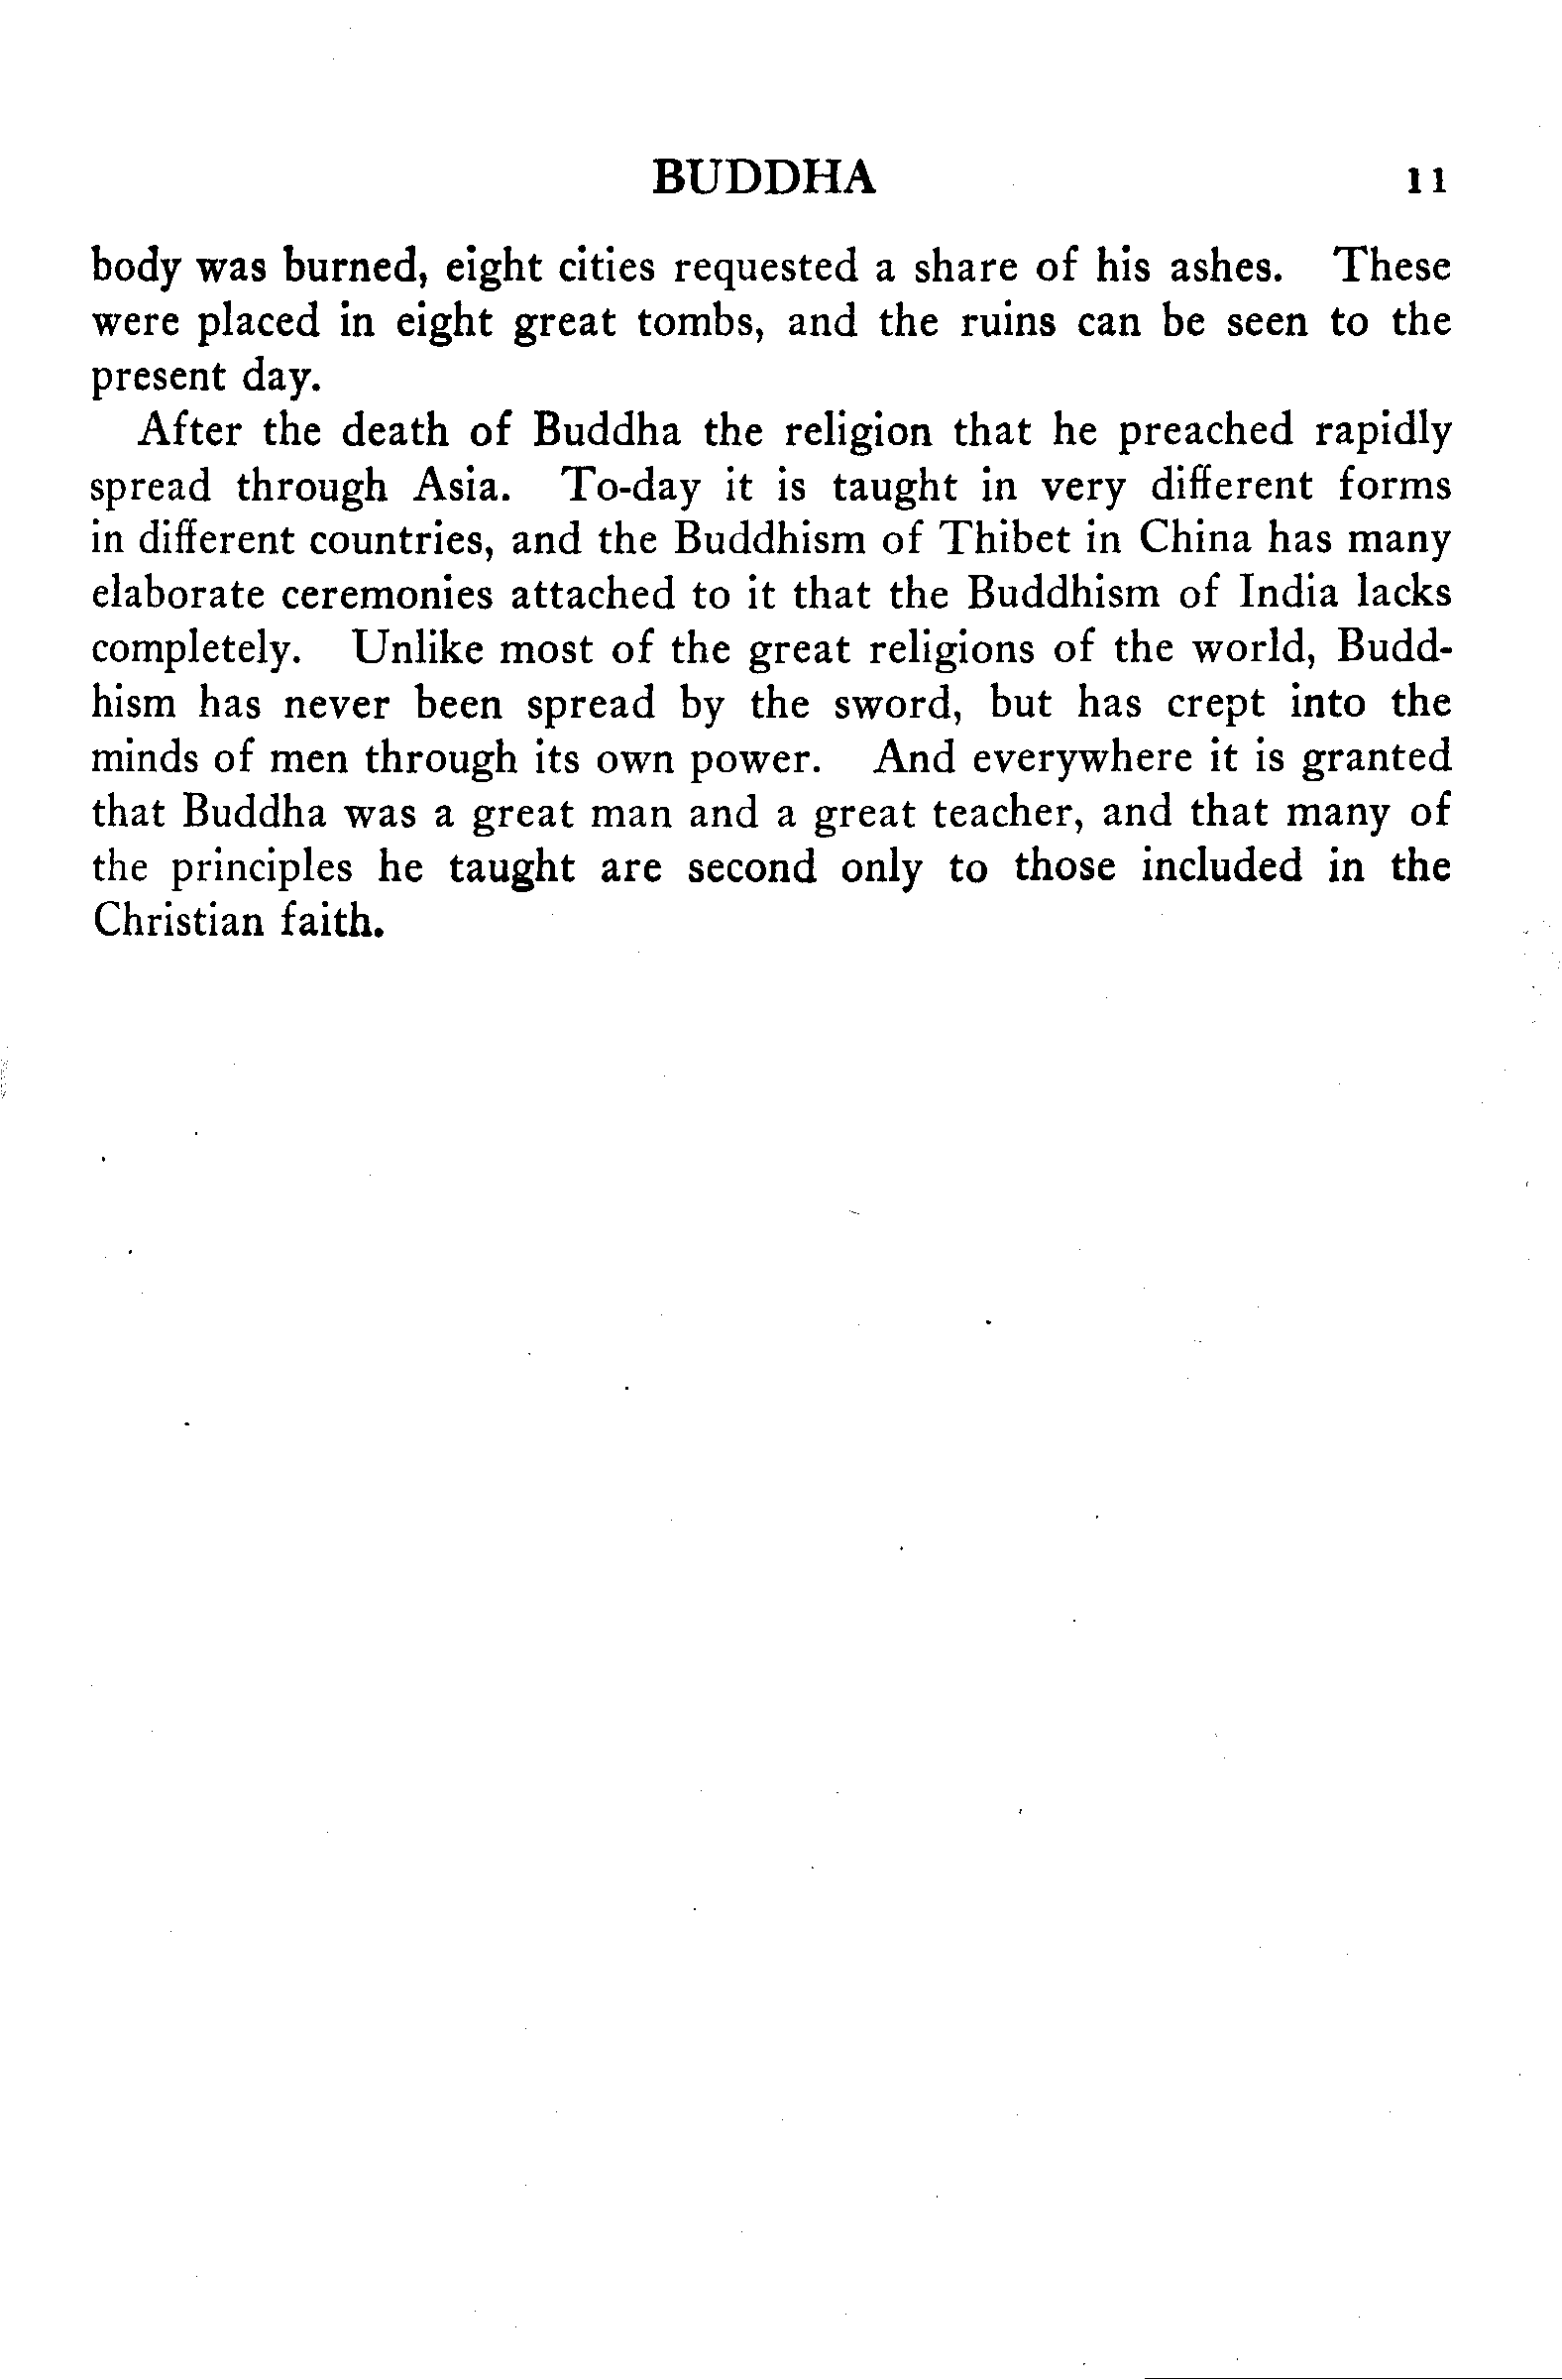 BUDDHA 11
body was burned, eight cities requested a share of his ashes. These
were placed in eight great tombs, and the ruins can be seen to the
present day.
After the death of Buddha the religion that he preached rapidly
spread through Asia. To-day it is taught in very different forms
in different countries, and the Buddhism of Thibet in China has many
elaborate ceremonies attached to it that the Buddhism of India lacks
completely. Unlike most of the great religions of the world, Budd-
hism has never been spread by the sword, but has crept into the
minds of men through its own power. And everywhere it is granted
that Buddha was a great man and a great teacher, and that many of
the principles he taught are second only to those included in the
Christian faith.